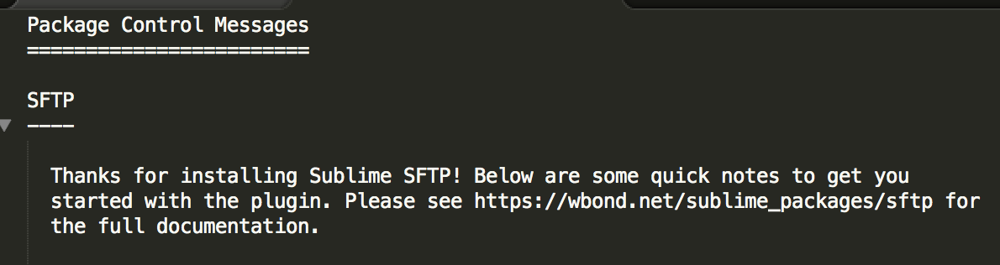 Package Control Messages
========================
SFTP
----
Thanks for installing Sublime SFTP! Below are some quick notes to get you
started with the plugin. Please see https://wbond.net/sublime_packages/sftp for
the full documentation.